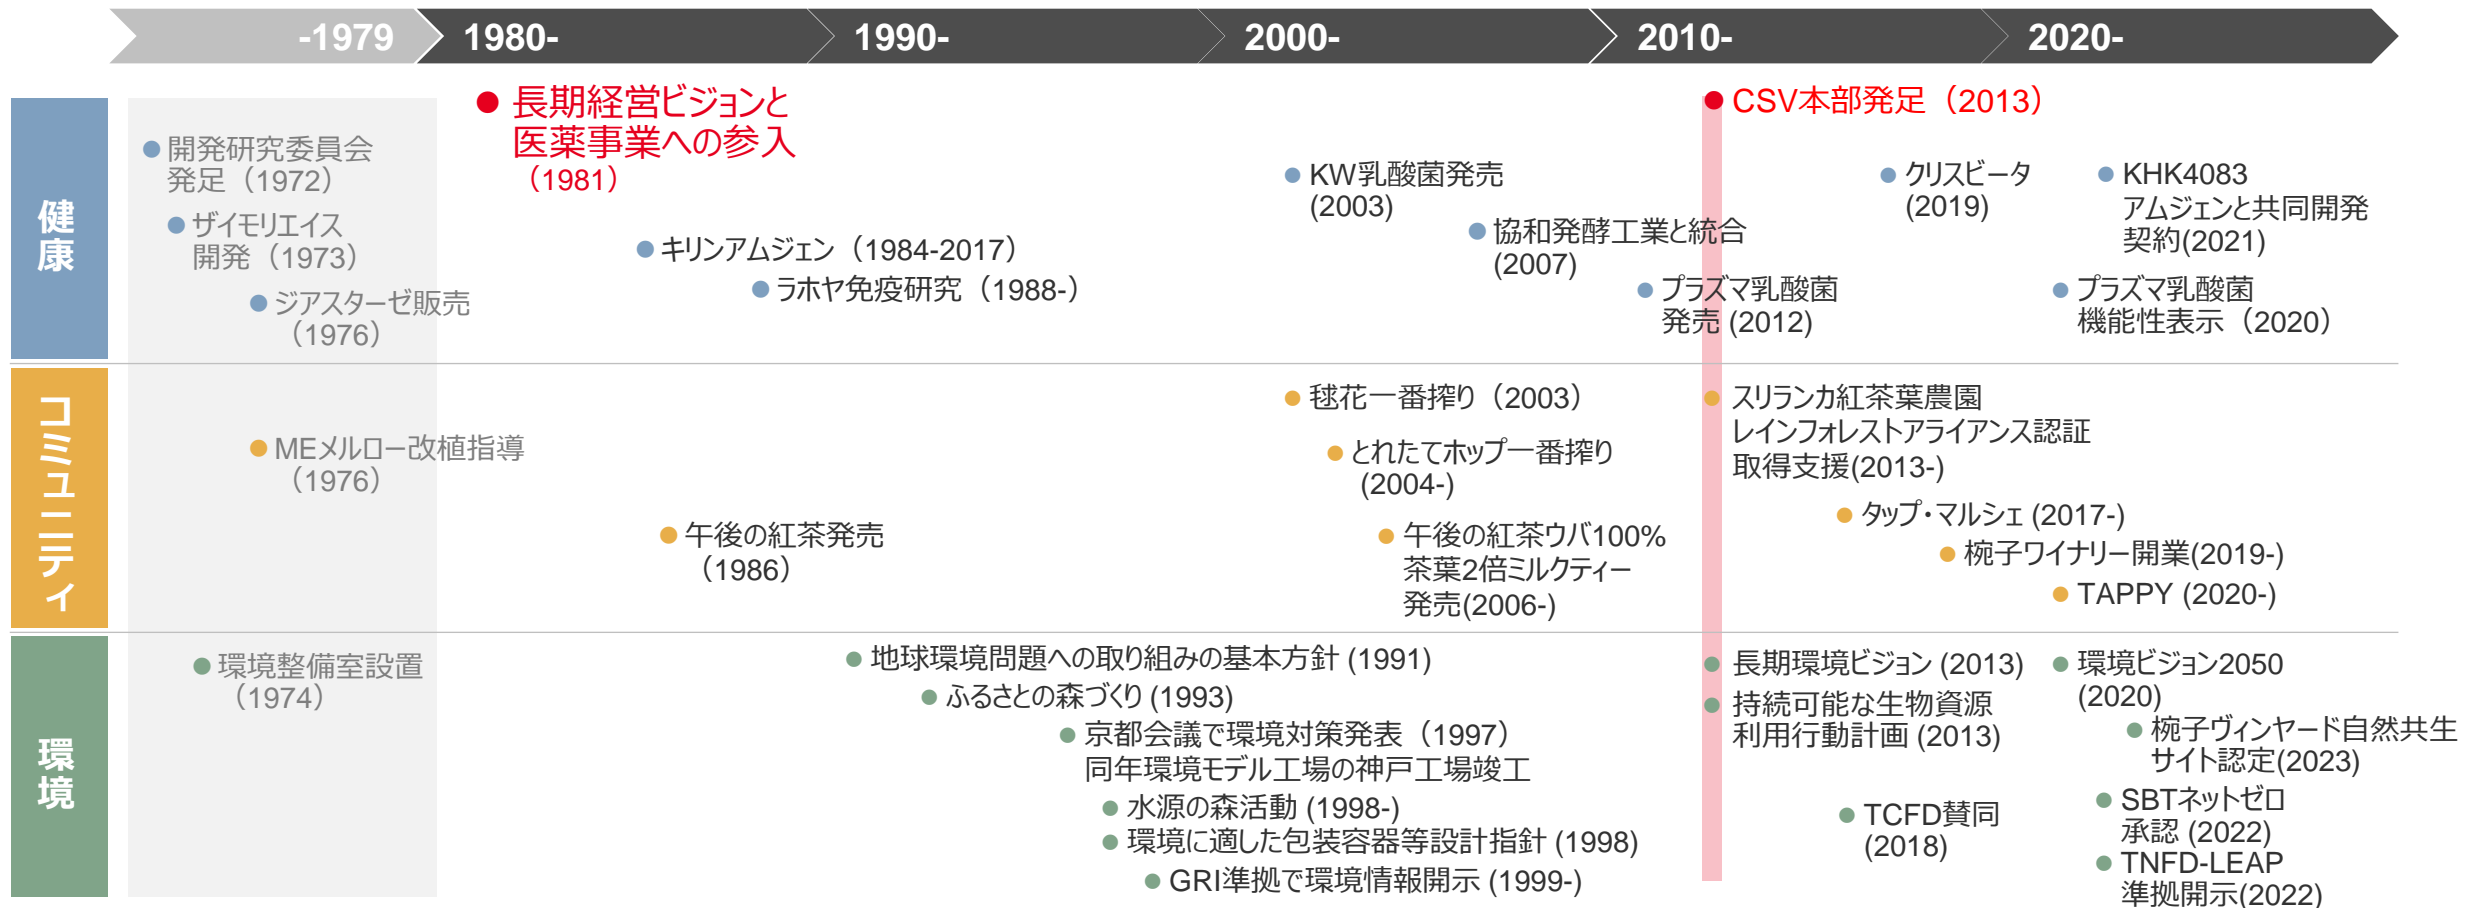 -1979
1980-
1990-
2000-
2010-
2020-
健康
開発研究委員会
発足（1972）
ザイモリエイス
開発（1973）
ジアスターゼ販売
（1976）
長期経営ビジョンと
医薬事業への参入
（1981）
キリンアムジェン（1984-2017）
ラホヤ免疫研究（1988-）
KW乳酸菌発売
(2003)
協和発酵工業と統合
(2007)
プラズマ乳酸菌
発売 (2012)
CSV本部発足（2013）
クリスビータ
(2019)
KHK4083
アムジェンと共同開発
契約(2021)
プラズマ乳酸菌
機能性表示（2020）
コミュニティ
MEメルロー改植指導
（1976）
午後の紅茶発売
（1986）
毬花一番搾り（2003）
とれたてホップ一番搾り
(2004-)
午後の紅茶ウバ100%
茶葉2倍ミルクティー
発売(2006-)
スリランカ紅茶葉農園
レインフォレストアライアンス認証
取得支援(2013-)
タップ・マルシェ (2017-)
椀子ワイナリー開業(2019-)
TAPPY (2020-)
環境
環境整備室設置
（1974）
地球環境問題への取り組みの基本方針 (1991)
ふるさとの森づくり (1993)
京都会議で環境対策発表（1997）
同年環境モデル工場の神戸工場竣工
水源の森活動 (1998-)
環境に適した包装容器等設計指針 (1998)
GRI準拠で環境情報開示 (1999-)
長期環境ビジョン (2013)
持続可能な生物資源
利用行動計画 (2013)
TCFD賛同
(2018)
環境ビジョン2050
(2020)
椀子ヴィンヤード自然共生
サイト認定(2023)
SBTネットゼロ
承認 (2022)
TNFD-LEAP
準拠開示(2022)